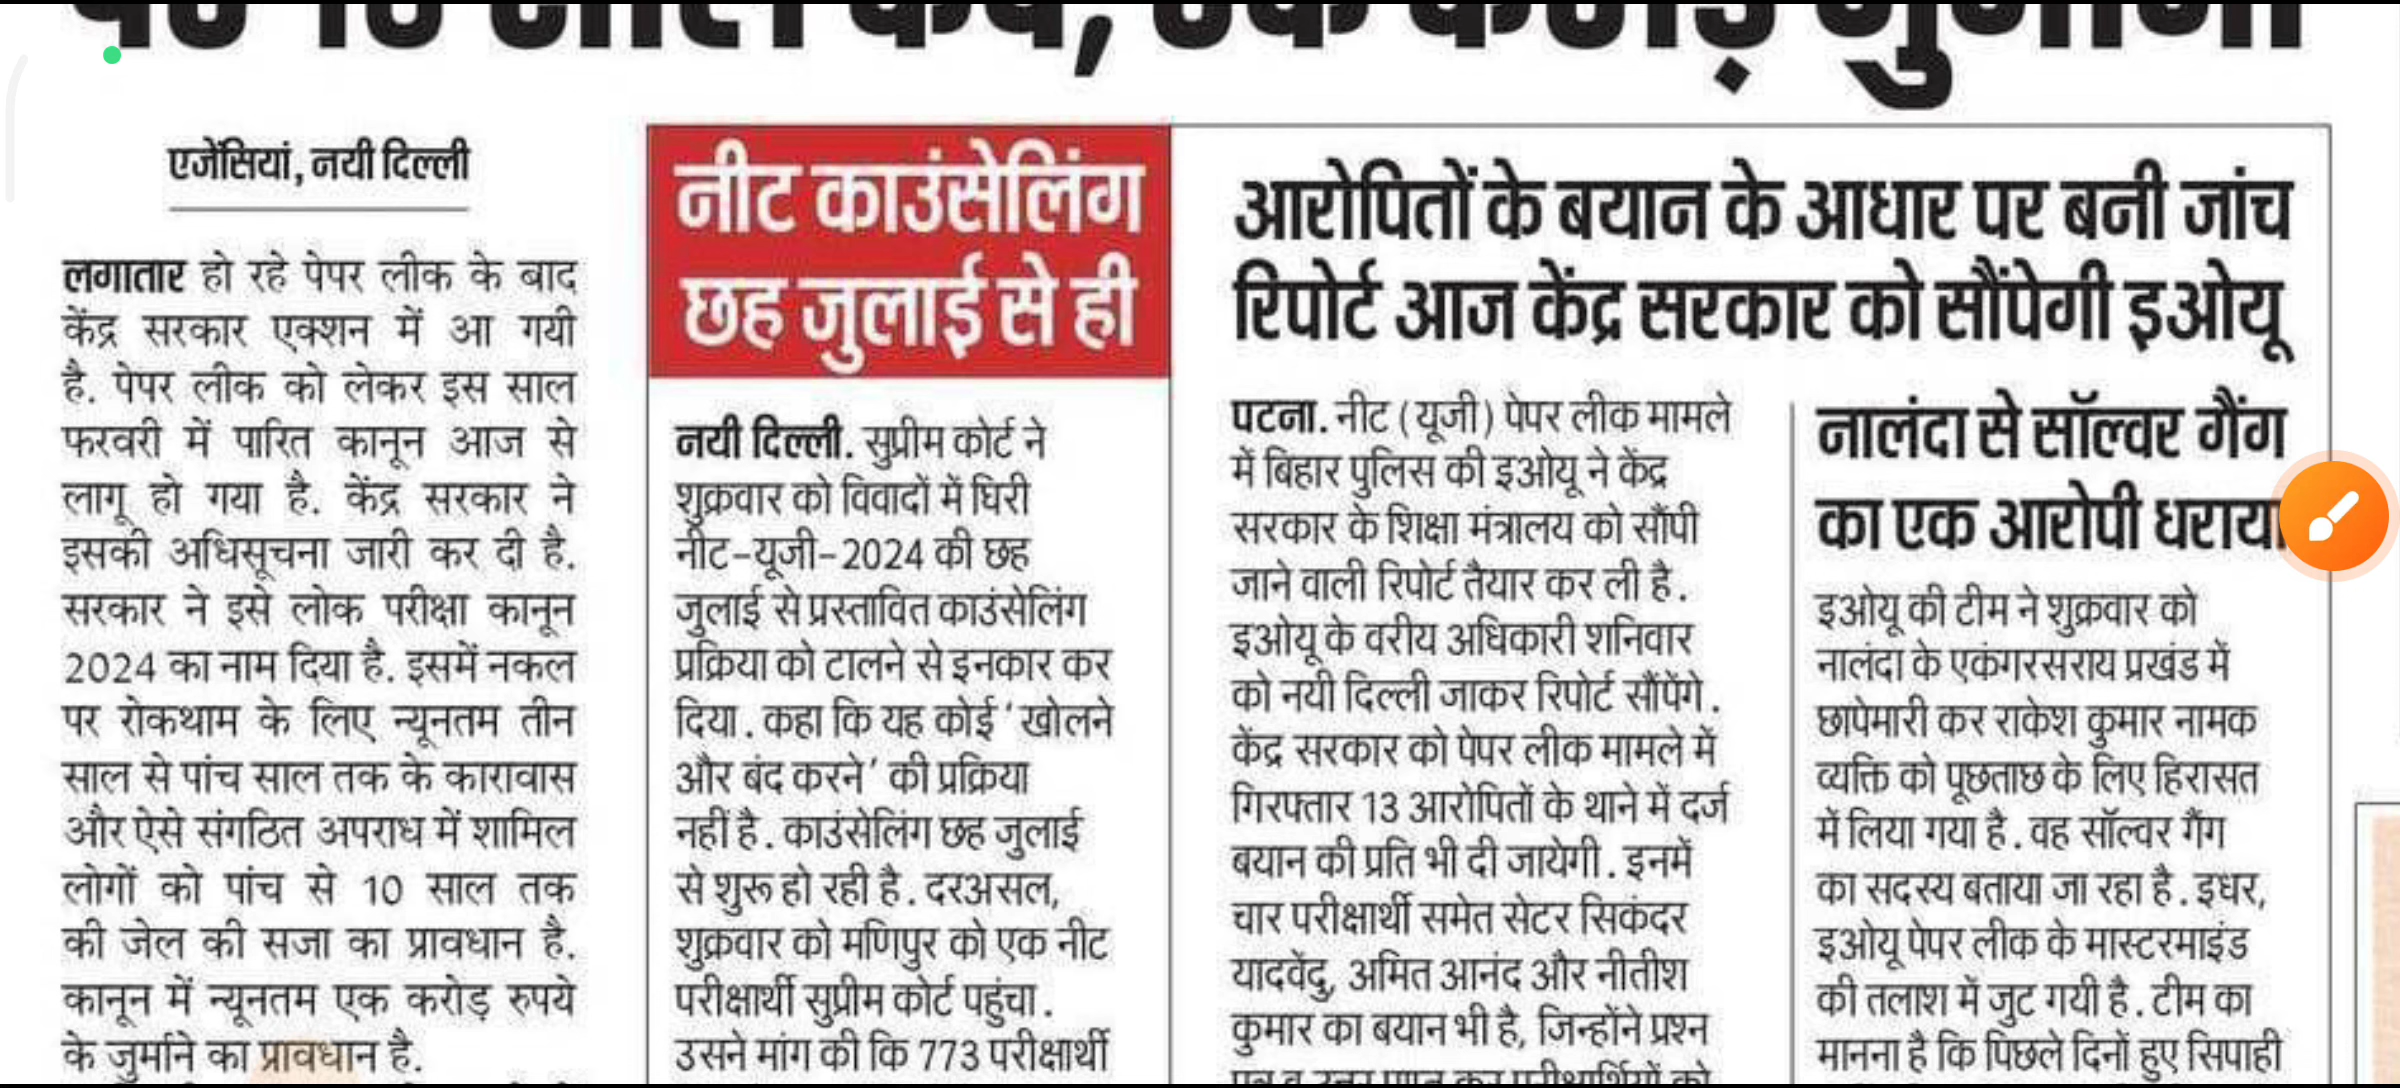 एजेंसियां, नयी दिल्ली
लगातार हो रहे पेपर लीक के बाद
केंद्र सरकार एक्शन में आ गयी
है. पेपर लीक को लेकर इस साल
फरवरी में पारित कानून आज से
लागू हो गया है. केंद्र सरकार ने
इसकी अधिसूचना जारी कर दी है.
सरकार ने इसे लोक परीक्षा कानून
2024 का नाम दिया है. इसमें नकल
पर रोकथाम के लिए न्यूनतम तीन
साल से पांच साल तक के कारावास
और ऐसे संगठित अपराध में शामिल
लोगों को पांच से 10 साल तक
की जेल की सजा का प्रावधान है.
कानून में न्यूनतम एक करोड़ रुपये
के जुर्माने का प्रावधान है.
नीट काउंसेलिंग
छह जुलाई से ही
नयी दिल्ली. सुप्रीम कोर्ट ने
शुक्रवार को विवादों में घिरी
नीट-यूजी-2024 की छह
जुलाई से प्रस्तावित काउंसेलिंग
प्रक्रिया को टालने से इनकार कर
दिया. कहा कि यह कोई ‘खोलने
और बंद करने’ की प्रक्रिया
नहीं है. काउंसेलिंग छह जुलाई
से शुरू हो रही है. दरअसल,
शुक्रवार को मणिपुर को एक नीट
परीक्षार्थी सुप्रीम कोर्ट पहुंचा.
उसने मांग की कि 773 परीक्षार्थी
आरोपितों के बयान के आधार पर बनी जांच
रिपोर्ट आज केंद्र सरकार को सौंपेगी इओयू
पटना. नीट (यूजी) पेपर लीक मामले
में बिहार पुलिस की इओयू ने केंद्र
सरकार के शिक्षा मंत्रालय को सौंपी
जाने वाली रिपोर्ट तैयार कर ली है.
इओयू के वरीय अधिकारी शनिवार
को नयी दिल्ली जाकर रिपोर्ट सौंपेंगे.
केंद्र सरकार को पेपर लीक मामले में
गिरफ्तार 13 आरोपितों के थाने में दर्ज
बयान की प्रति भी दी जायेगी. इनमें
चार परीक्षार्थी समेत सेटर सिकंदर
यादवेंदु, अमित आनंद और नीतीश
कुमार का बयान भी है, जिन्होंने प्रश्न
नालंदा से सॉल्वर गैंग
का एक आरोपी धराया
इओयू की टीम ने शुक्रवार को
नालंदा के एकंगरसराय प्रखंड में
छापेमारी कर राकेश कुमार नामक
व्यक्ति को पूछताछ के लिए हिरासत
में लिया गया है. वह सॉल्वर गैंग
का सदस्य बताया जा रहा है. इधर,
इओयू पेपर लीक के मास्टरमाइंड
की तलाश में जुट गयी है. टीम का
मानना है कि पिछले दिनों हुए सिपाही